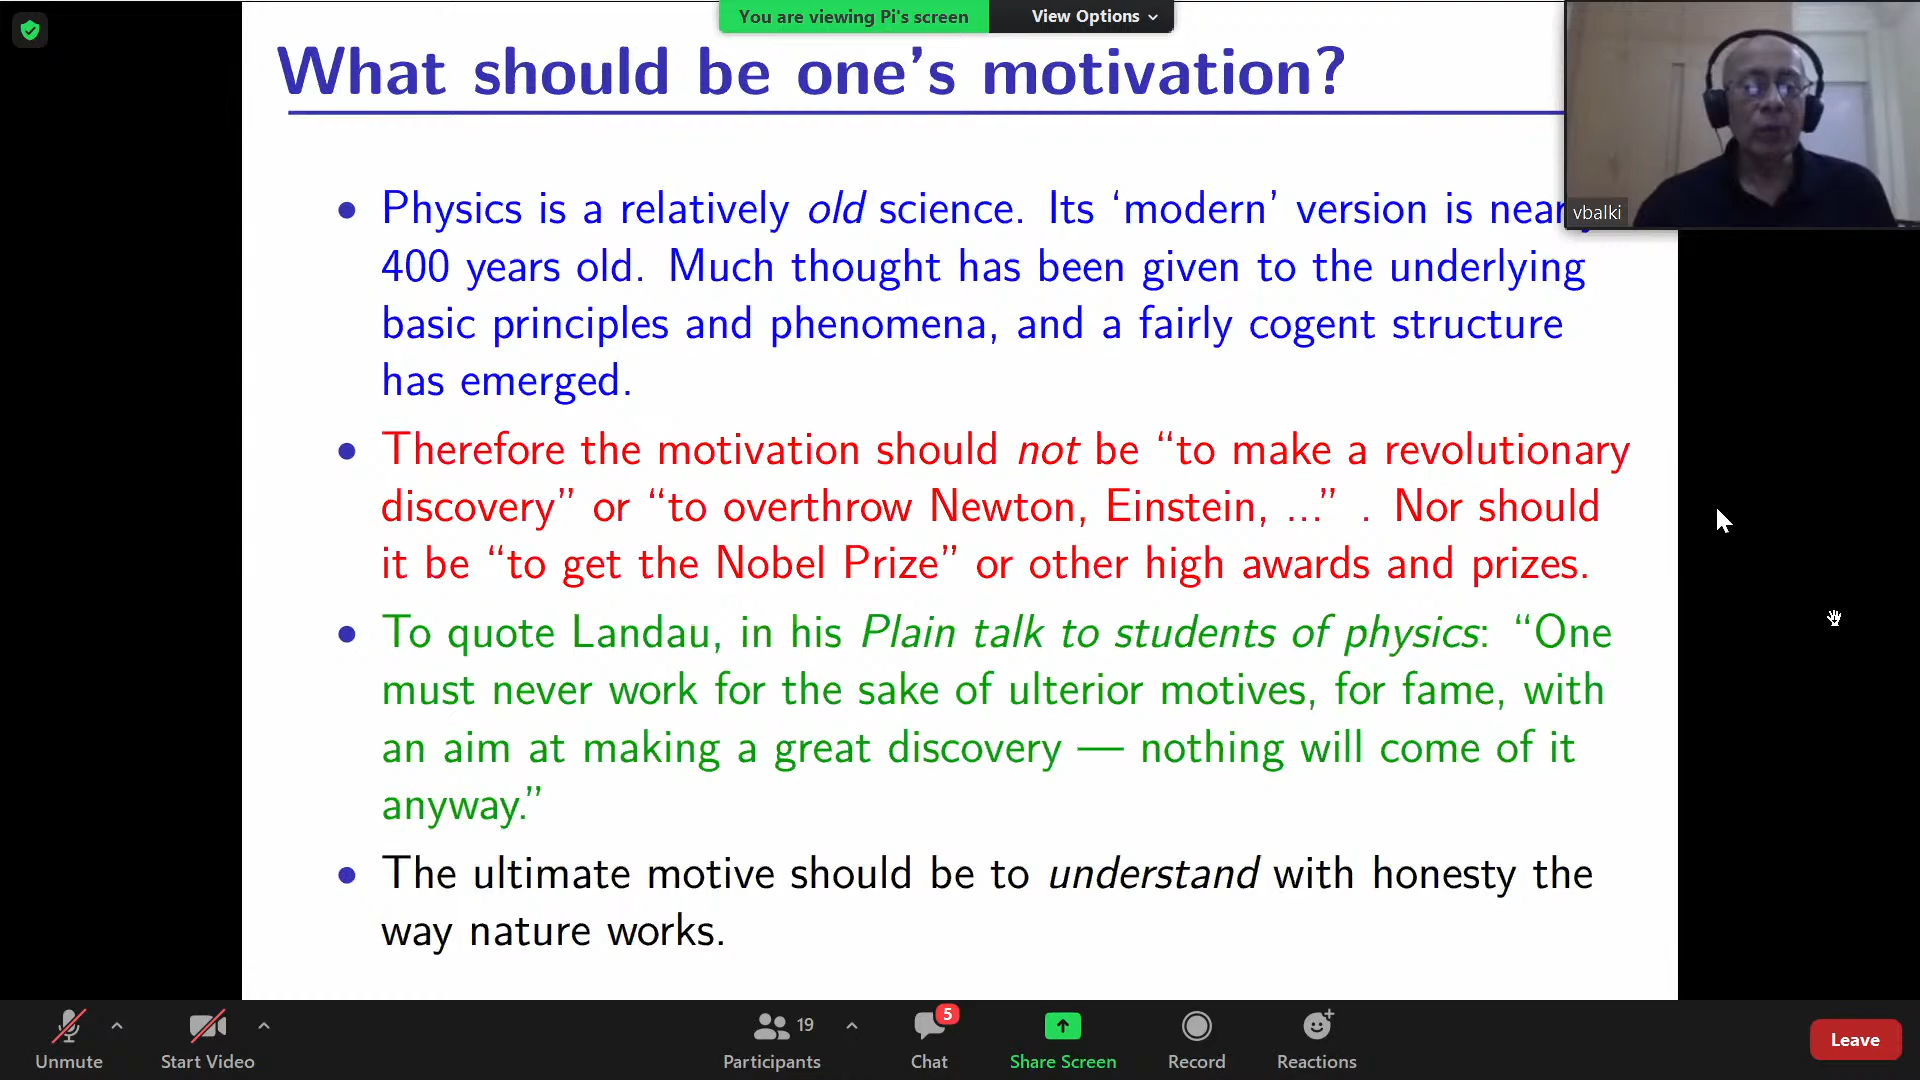 You are viewing Pi's screen View Options
What should be one's motivation?
vbalki
• Physics is a relatively old science. Its ‘modern’ version is
400 years old. Much thought has been given to the underlying
basic principles and phenomena, and a fairly cogent structure
has emerged.
• Therefore the motivation should not be “to make a revolutionary
discovery” or “to overthrow Newton, Einstein, ...” . Nor should
it be “to get the Nobel Prize” or other high awards and prizes.
• To quote Landau, in his Plain talk to students of physics: “One
must never work for the sake of ulterior motives, for fame, with
an aim at making a great discovery — nothing will come of it
anyway.”
• The ultimate motive should be to understand with honesty the
way nature works.
19 5
Unmute Start Video Participants Chat Share Screen Record Reactions Leave